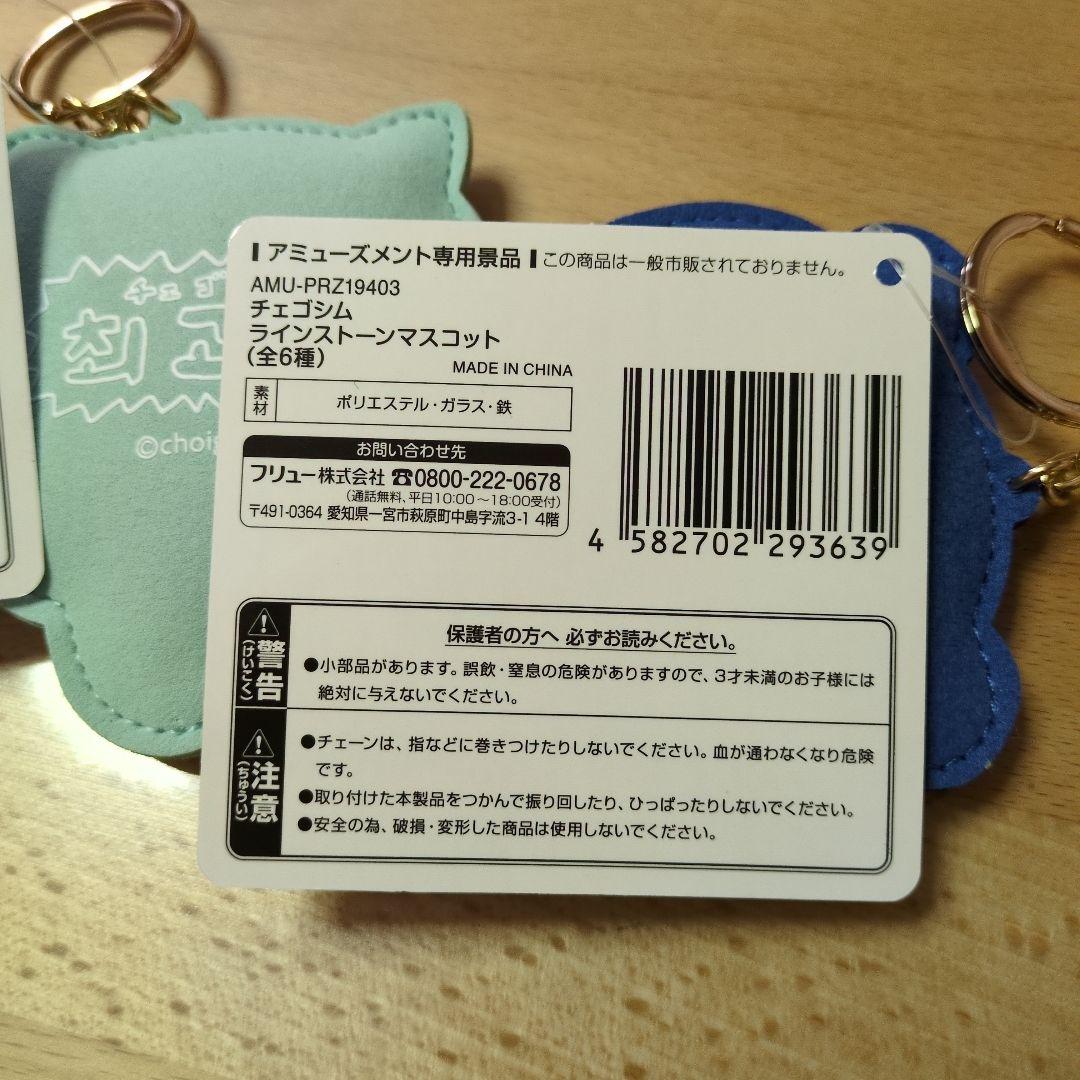 アミューズメント専用景品 この商品は一般市販されておりません。
AMU-PRZ19403
チェゴシム
ラインストーンマスコット
(全6種)
MADE IN CHINA
素材 ポリエステル・ガラス・鉄
お問い合わせ先
フリュー株式会社 ☎0800-222-0678
(通話無料、平日10:00～18:00受付)
〒491-0364 愛知県一宮市萩原町中島字流3-1 4階
4 582702 293639
警告(けいこく)
保護者の方へ 必ずお読みください。
●小部品があります。誤飲・窒息の危険がありますので、3才未満のお子様には
絶対に与えないでください。
注意(ちゅうい)
●チェーンは、指などに巻きつけたりしないでください。血が通わなくなり危険
です。
●取り付けた本製品をつかんで振り回したり、ひっぱったりしないでください。
●安全の為、破損・変形した商品は使用しないでください。
チェゴ
최고
©choig